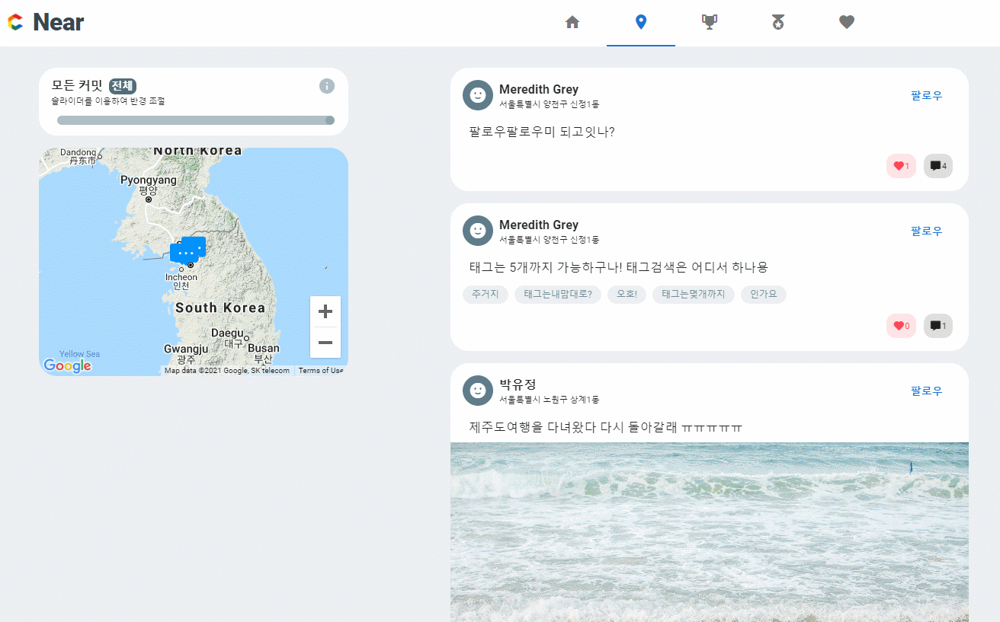 Near
모든 커밋 전체
슬라이더를 이용하여 반경 조절
North Korea
Dandong
丹东市
Pyongyang
평양
Incheon
인천
South Korea
Daegu
대구
Gwangju
광주
Busan
부산
Yellow Sea
Google
Map data ©2021 Google, SK telecom
Terms of Use
Meredith Grey
서울특별시 양천구 신정1동
팔로우
팔로우팔로우미 되고잇나?
1 4
Meredith Grey
서울특별시 양천구 신정1동
팔로우
태그는 5개까지 가능하구나! 태그검색은 어디서 하나용
주거지 태그는내맘대로? 오호! 태그는몇개까지 인가요
0 1
박유정
서울특별시 노원구 상계1동
팔로우
제주도여행을 다녀왔다 다시 돌아갈래 ㅠㅠㅠㅠㅠ